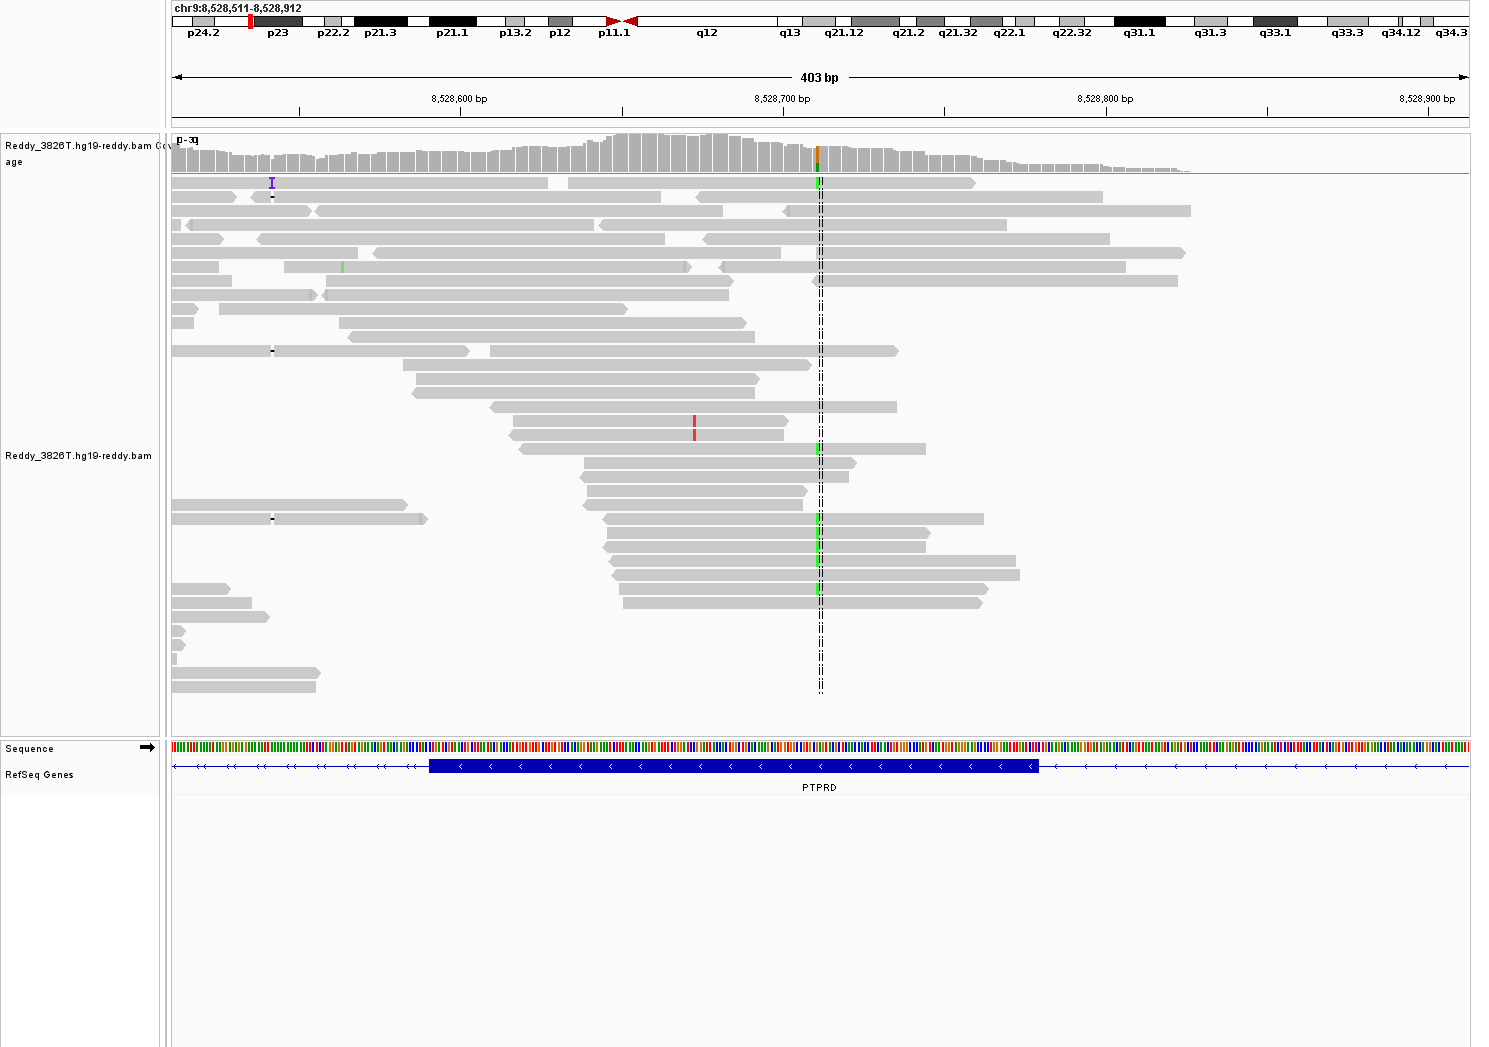 chr9:8,528,511-8,528,912
p24.2 p23 p22.2 p21.3 p21.1 p13.2 p12 p11.1 q12 q13 q21.12 q21.2 q21.32 q22.1 q22.32 q31.1 q31.3 q33.1 q33.3 q34.12 q34.3
403 bp
8,528,600 bp 8,528,700 bp 8,528,800 bp 8,528,900 bp
Reddy_3826T.hg19-reddy.bam Cov
age
Reddy_3826T.hg19-reddy.bam
Sequence
RefSeq Genes
PTPRD